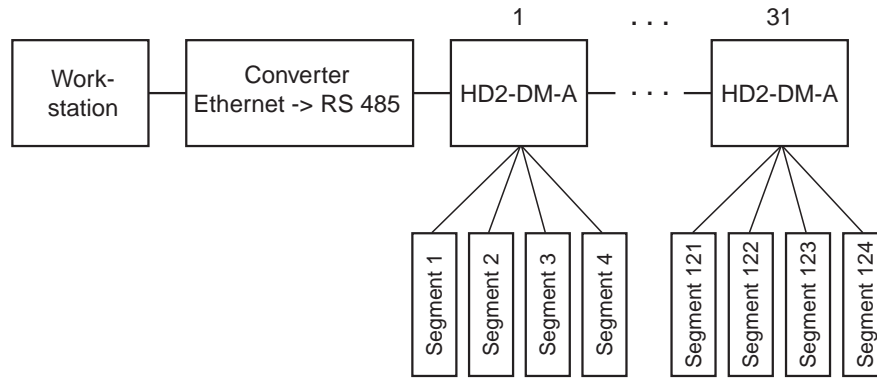 1 . . . 31
Work-
station
Converter
Ethernet -> RS 485
HD2-DM-A
. . .
HD2-DM-A
Segment 1
Segment 2
Segment 3
Segment 4
Segment 121
Segment 122
Segment 123
Segment 124